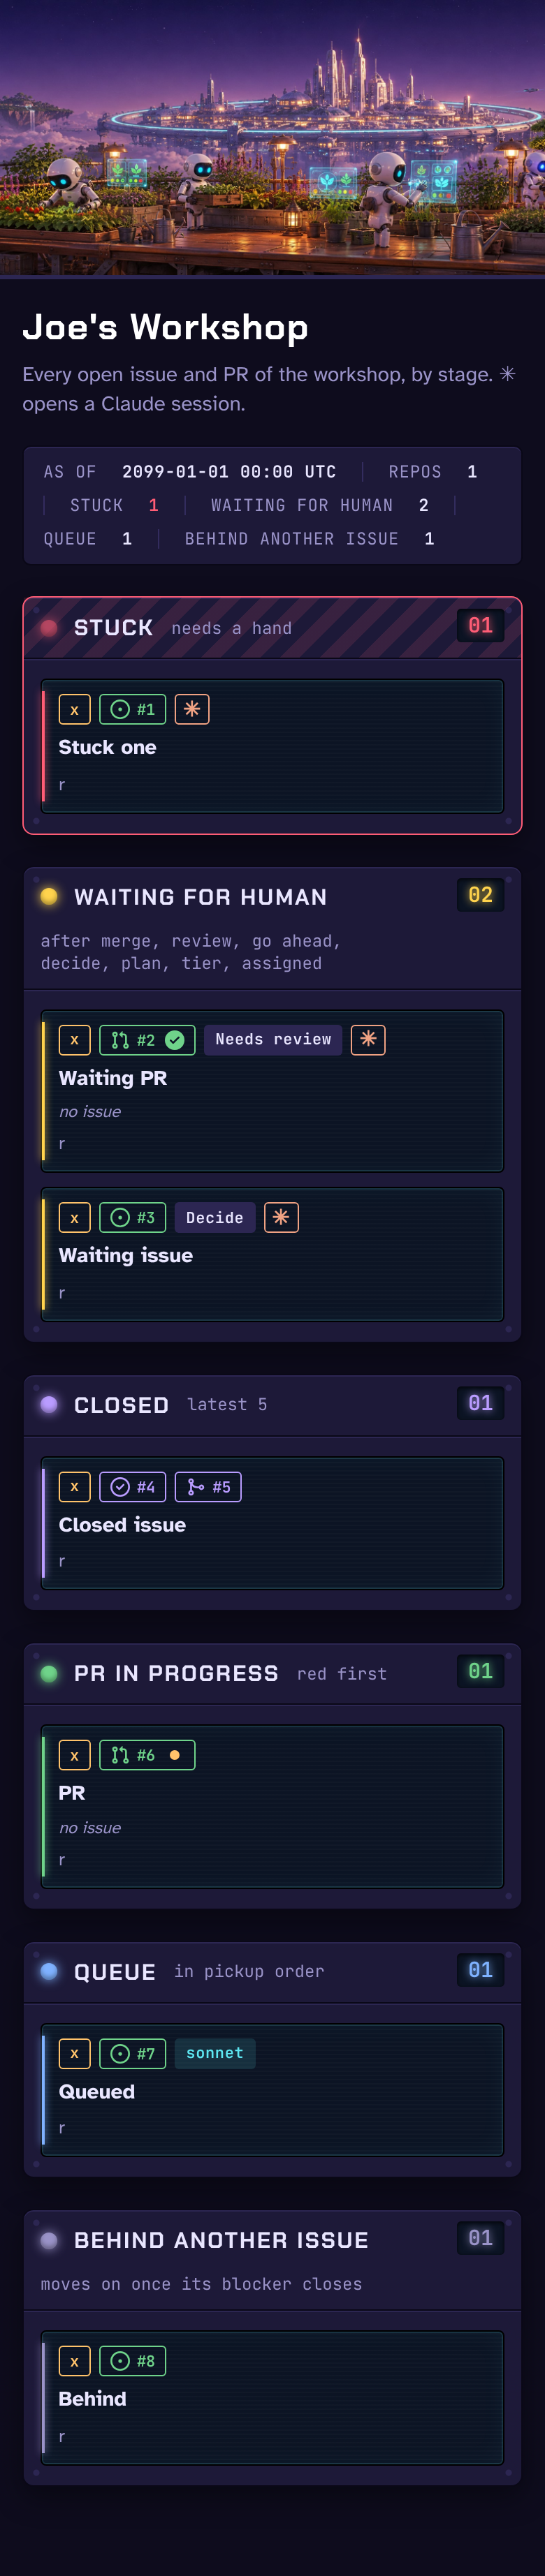 Joe's Workshop
Every open issue and PR of the workshop, by stage. ✳
opens a Claude session.
AS OF 2099-01-01 00:00 UTC | REPOS 1
| STUCK 1 | WAITING FOR HUMAN 2 |
QUEUE 1 | BEHIND ANOTHER ISSUE 1
STUCK needs a hand 01
x #1 ✳
Stuck one
r
WAITING FOR HUMAN 02
after merge, review, go ahead,
decide, plan, tier, assigned
x #2 Needs review ✳
Waiting PR
no issue
r
x #3 Decide ✳
Waiting issue
r
CLOSED latest 5 01
x #4 #5
Closed issue
r
PR IN PROGRESS red first 01
x #6
PR
no issue
r
QUEUE in pickup order 01
x #7 sonnet
Queued
r
BEHIND ANOTHER ISSUE 01
moves on once its blocker closes
x #8
Behind
r